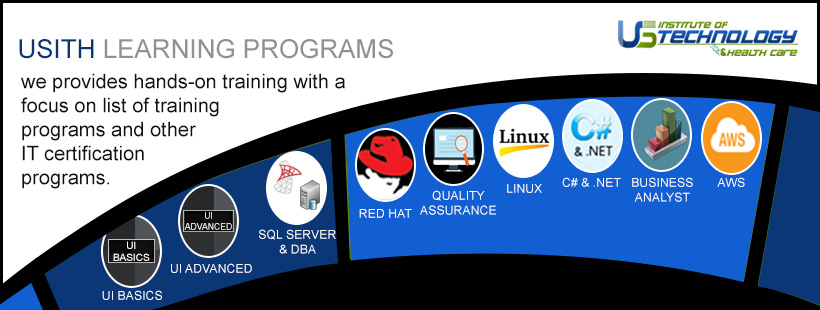 USITH LEARNING PROGRAMS
we provides hands-on training with a
focus on list of training
programs and other
IT certification
programs.
US INSTITUTE OF
TECHNOLOGY
& HEALTH CARE
UI
BASICS
UI BASICS
UI
ADVANCED
UI ADVANCED
SQL SERVER
& DBA
RED HAT
QUALITY
ASSURANCE
Linux
LINUX
C#
& .NET
C# & .NET
BUSINESS
ANALYST
AWS
AWS